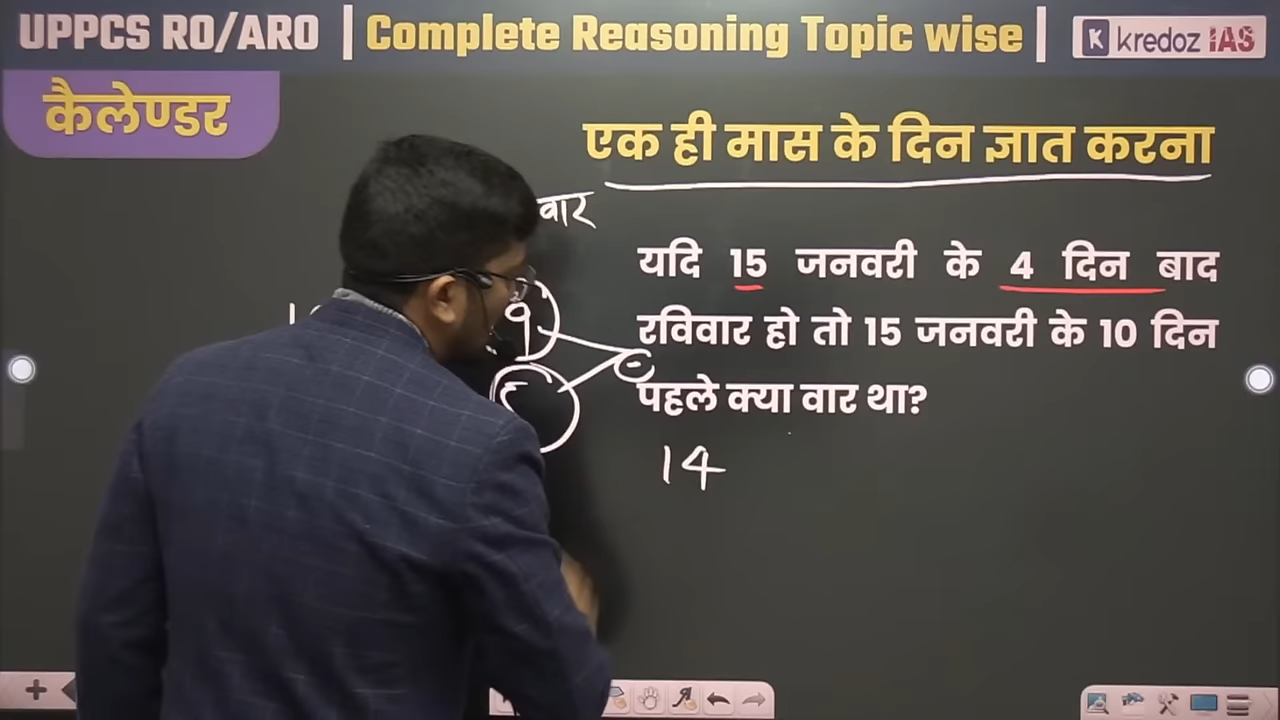 UPPCS RO/ARO | Complete Reasoning Topic wise |
K kredoz IAS
कैलेण्डर
एक ही मास के दिन ज्ञात करना
वार
यदि 15 जनवरी के 4 दिन बाद
रविवार हो तो 15 जनवरी के 10 दिन
पहले क्या वार था?
14